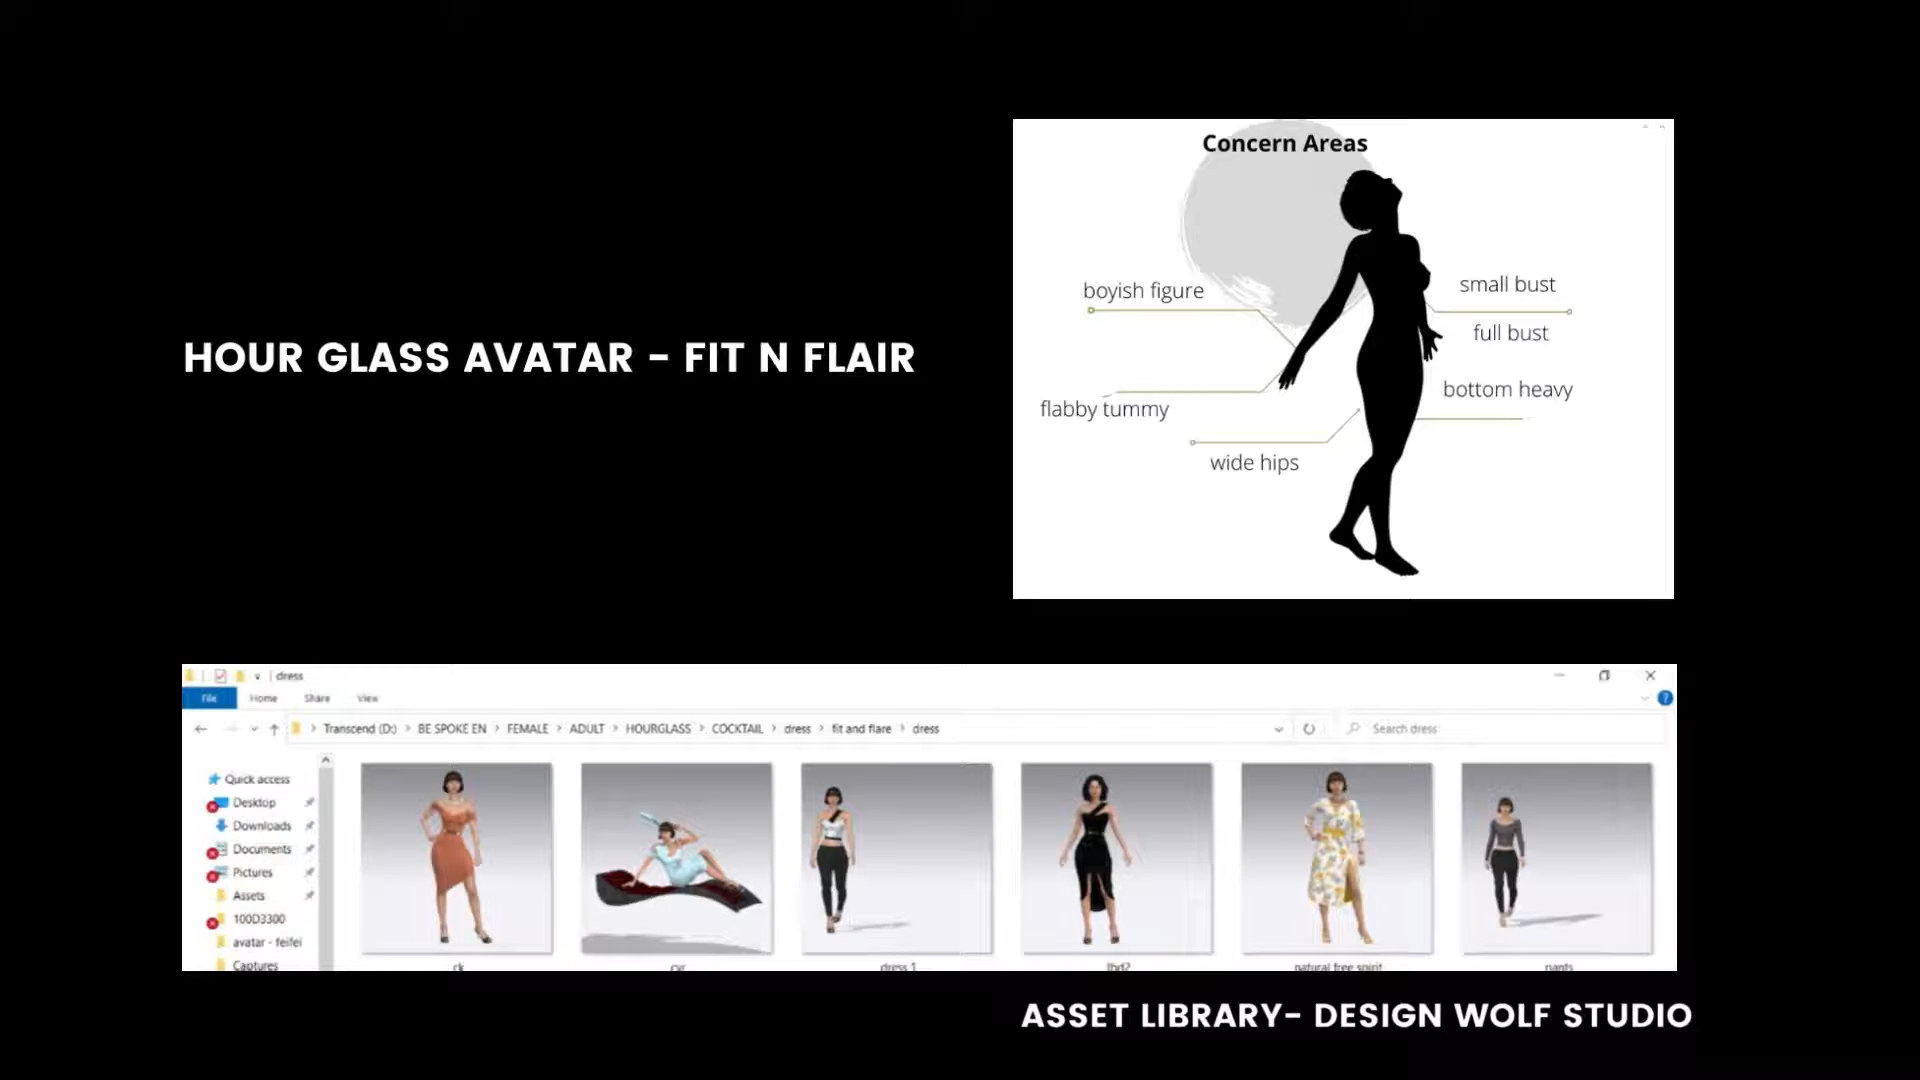 HOUR GLASS AVATAR - FIT N FLAIR
Concern Areas
boyish figure
small bust
full bust
bottom heavy
flabby tummy
wide hips
dress
File Home Share View
Transcend (D:) > BE SPOKE EN > FEMALE > ADULT > HOURGLASS > COCKTAIL > dress > fit and flare > dress
Search dress
Quick access
Desktop
Downloads
Documents
Pictures
Assets
100D3300
avatar - feifei
Captures
dress 1
natural free spirit
pants
ASSET LIBRARY- DESIGN WOLF STUDIO